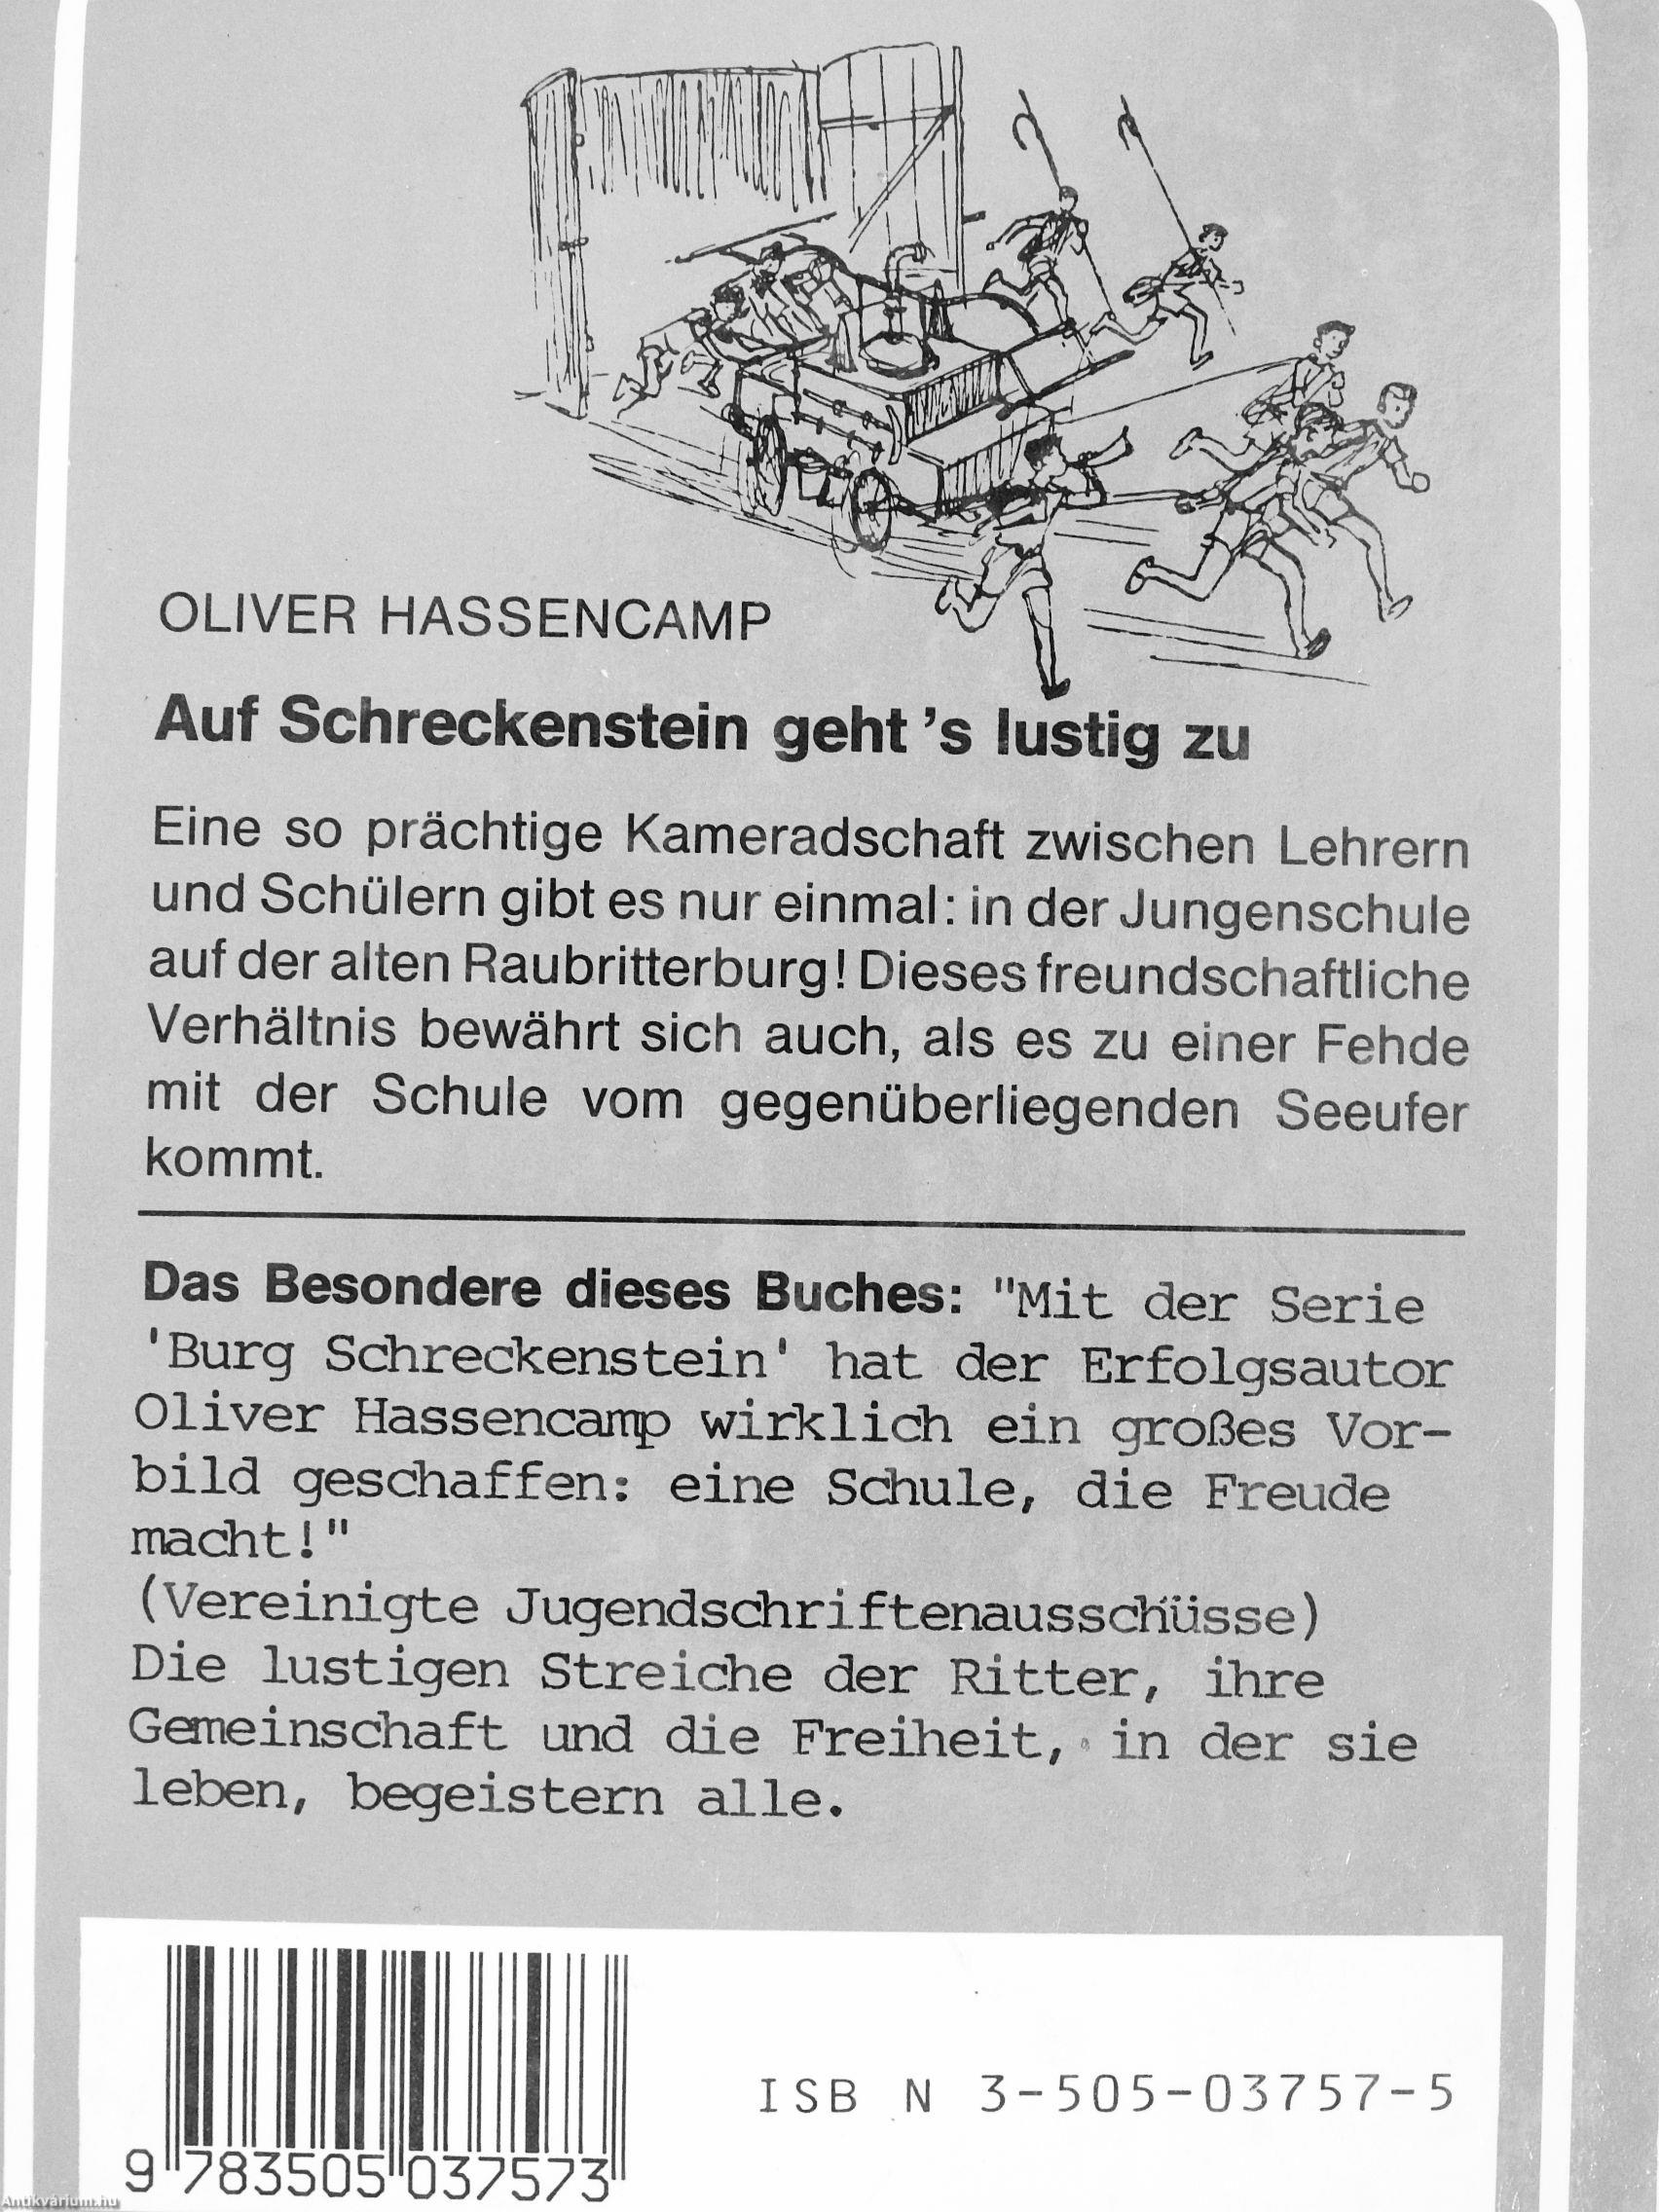 OLIVER HASSENCAMP
Auf Schreckenstein geht's lustig zu
Eine so prächtige Kameradschaft zwischen Lehrern
und Schülern gibt es nur einmal: in der Jungenschule
auf der alten Raubritterburg! Dieses freundschaftliche
Verhältnis bewährt sich auch, als es zu einer Fehde
mit der Schule vom gegenüberliegenden Seeufer
kommt.
Das Besondere dieses Buches: "Mit der Serie
'Burg Schreckenstein' hat der Erfolgsautor
Oliver Hassencamp wirklich ein großes Vor-
bild geschaffen: eine Schule, die Freude
macht!"
(Vereinigte Jugendschriftenausschüsse)
Die lustigen Streiche der Ritter, ihre
Gemeinschaft und die Freiheit, in der sie
leben, begeistern alle.
ISBN 3-505-03757-5
9 783505 037573
Antikvárium.hu